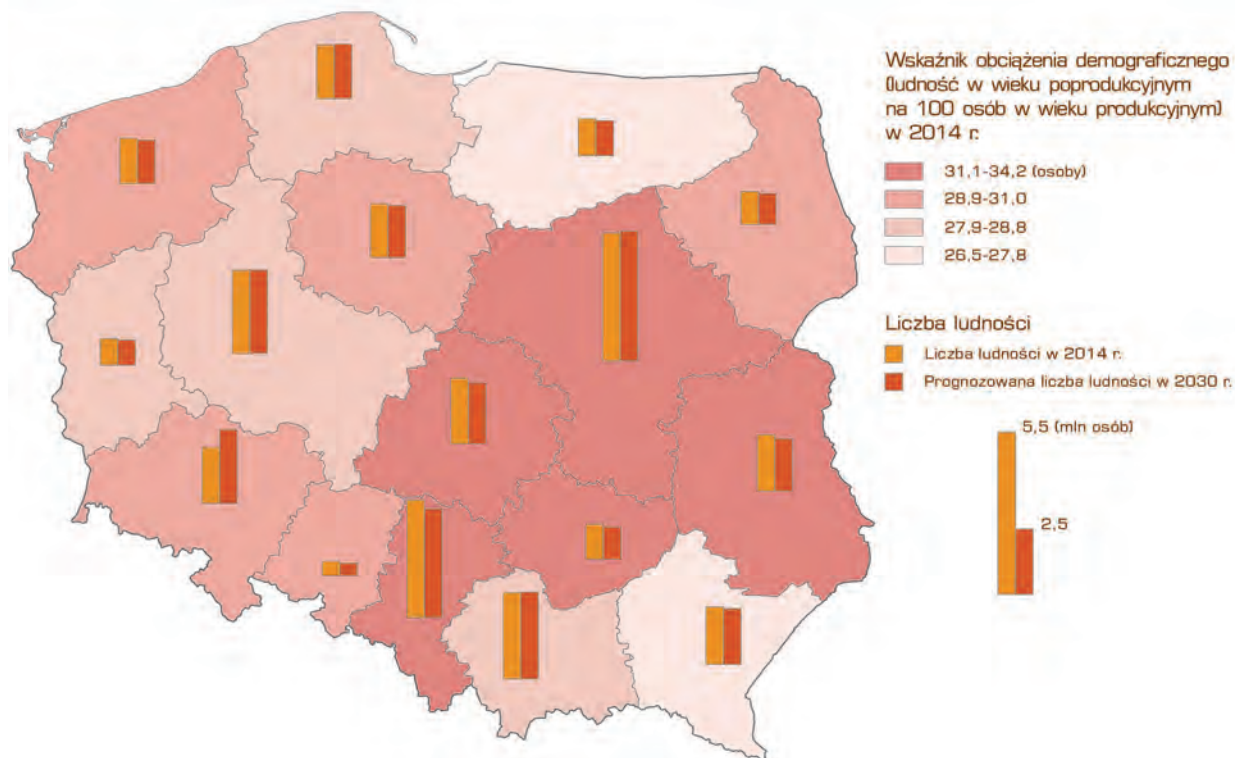 Wskaźnik obciążenia demograficznego
(ludność w wieku poprodukcyjnym
na 100 osób w wieku produkcyjnym)
w 2014 r.
31,1-34,2 (osoby)
28,9-31,0
27,9-28,8
26,5-27,8
Liczba ludności
Liczba ludności w 2014 r.
Prognozowana liczba ludności w 2030 r.
5,5 (mln osób)
2,5